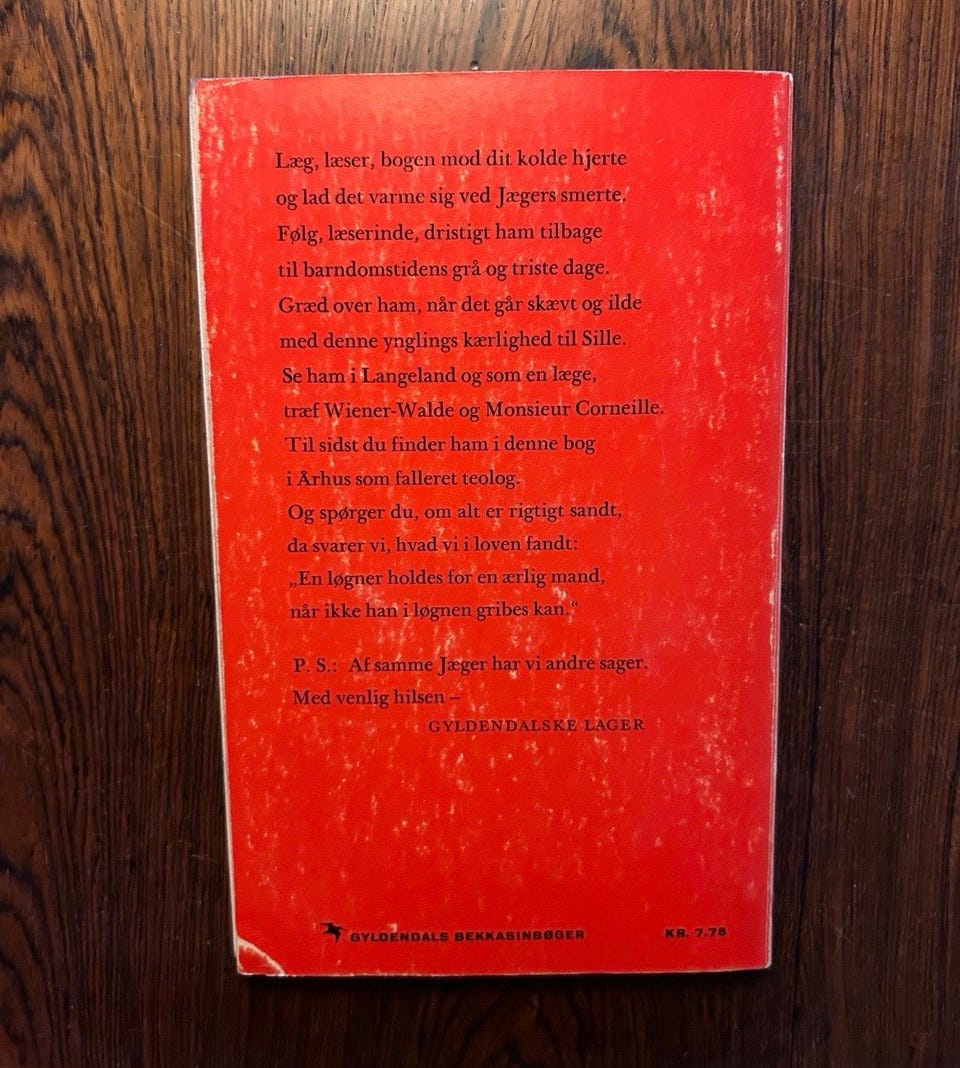 Læg, læser, bogen mod dit kolde hjerte
og lad det varme sig ved Jægers smerte.
Følg, læserinde, dristigt ham tilbage
til barndomstidens grå og triste dage.
Græd over ham, når det går skævt og ilde
med denne ynglings kærlighed til Sille.
Se ham i Langeland og som en læge,
træf Wiener-Walde og Monsieur Corneille.
Til sidst du finder ham i denne bog
i Århus som falleret teolog.
Og spørger du, om alt er rigtigt sandt,
da svarer vi, hvad vi i loven fandt:
„En løgner holdes for en ærlig mand,
når ikke han i løgnen gribes kan.“
P. S.: Af samme Jæger har vi andre sager.
Med venlig hilsen –
GYLDENDALSKE LAGER
GYLDENDALS BEKKASINBØGER KR. 7.75